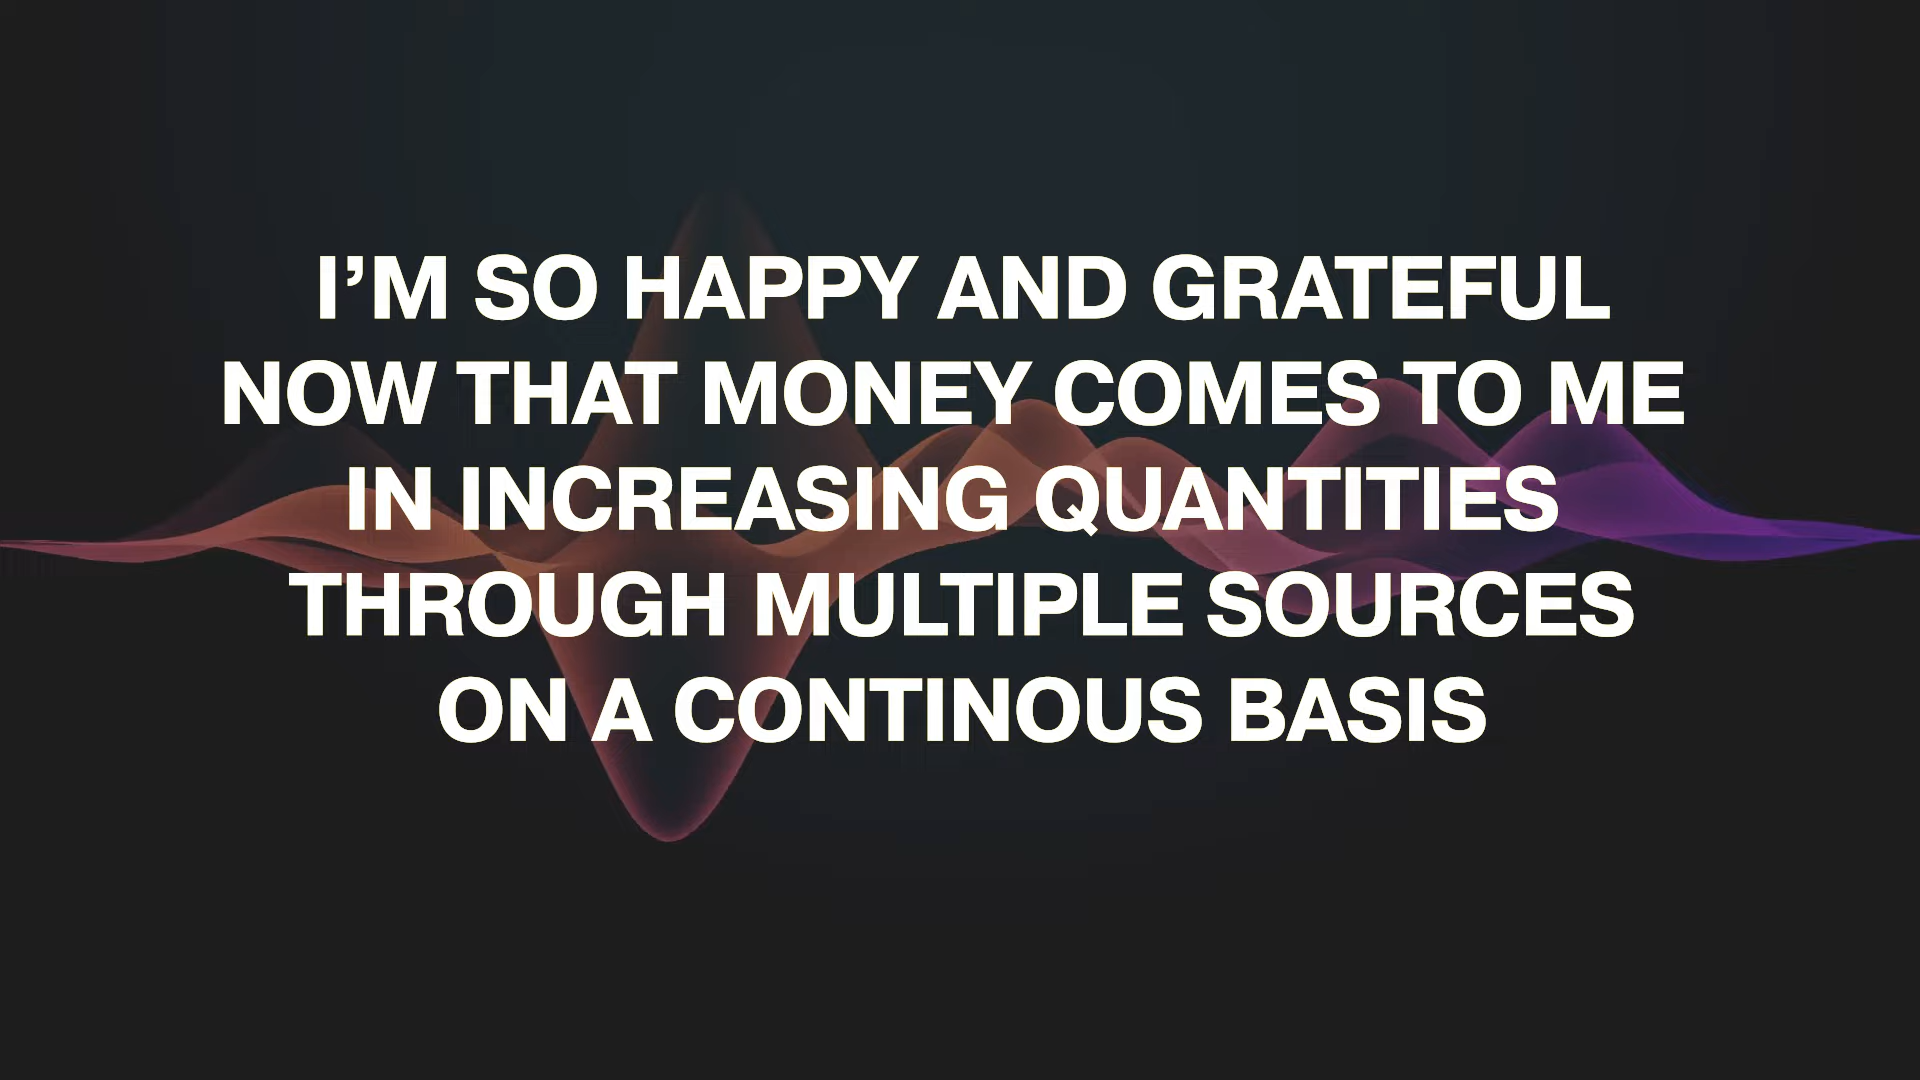 I’M SO HAPPY AND GRATEFUL
NOW THAT MONEY COMES TO ME
IN INCREASING QUANTITIES
THROUGH MULTIPLE SOURCES
ON A CONTINOUS BASIS